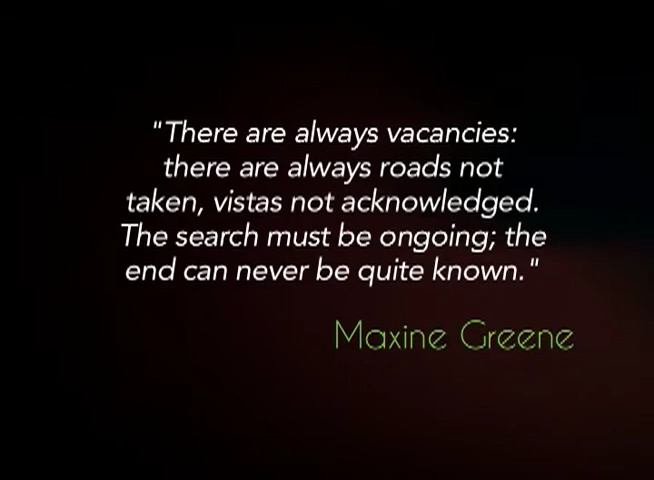 "There are always vacancies:
there are always roads not
taken, vistas not acknowledged.
The search must be ongoing; the
end can never be quite known."
Maxine Greene